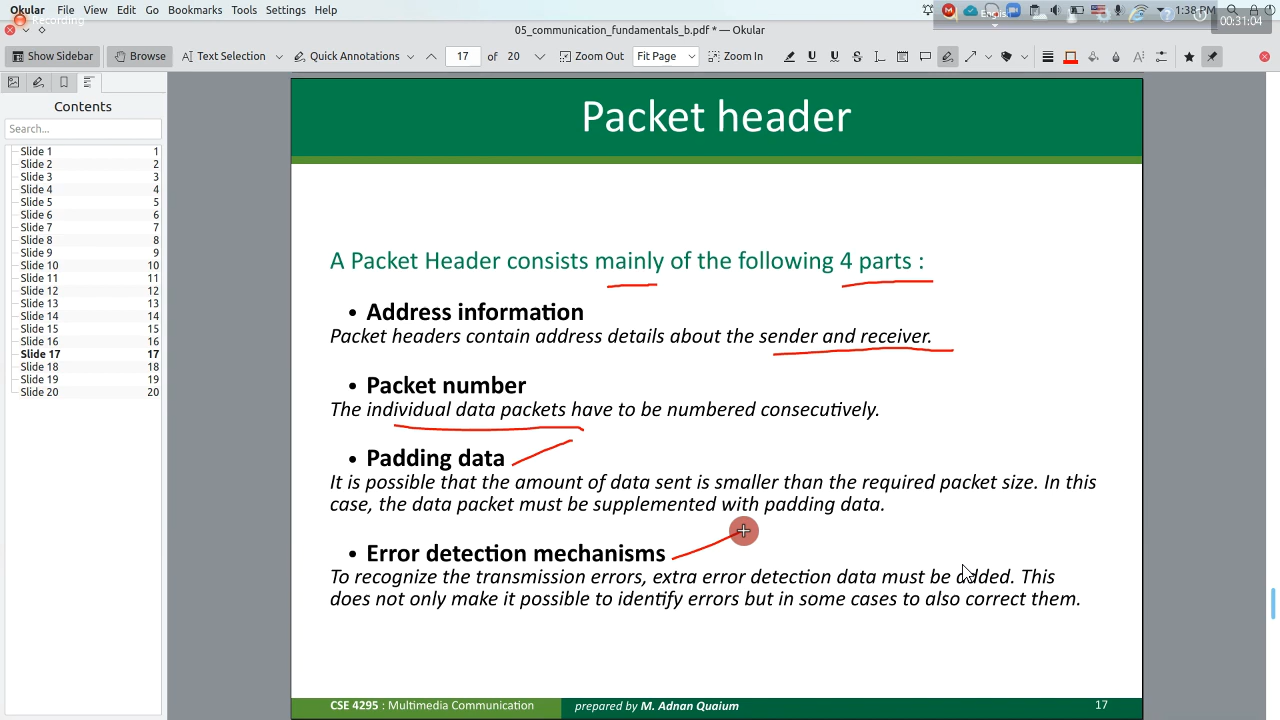 Okular File View Edit Go Bookmarks Tools Settings Help 1:38 PM
Recording
00:31:04
05_communication_fundamentals_b.pdf * — Okular
Show Sidebar Browse Text Selection Quick Annotations 17 of 20 Zoom Out Fit Page Zoom In
Contents
Search...
Slide 1 1
Slide 2 2
Slide 3 3
Slide 4 4
Slide 5 5
Slide 6 6
Slide 7 7
Slide 8 8
Slide 9 9
Slide 10 10
Slide 11 11
Slide 12 12
Slide 13 13
Slide 14 14
Slide 15 15
Slide 16 16
Slide 17 17
Slide 18 18
Slide 19 19
Slide 20 20
Packet header
A Packet Header consists mainly of the following 4 parts :
• Address information
Packet headers contain address details about the sender and receiver.
• Packet number
The individual data packets have to be numbered consecutively.
• Padding data
It is possible that the amount of data sent is smaller than the required packet size. In this
case, the data packet must be supplemented with padding data.
• Error detection mechanisms
To recognize the transmission errors, extra error detection data must be added. This
does not only make it possible to identify errors but in some cases to also correct them.
CSE 4295 : Multimedia Communication prepared by M. Adnan Quaium 17